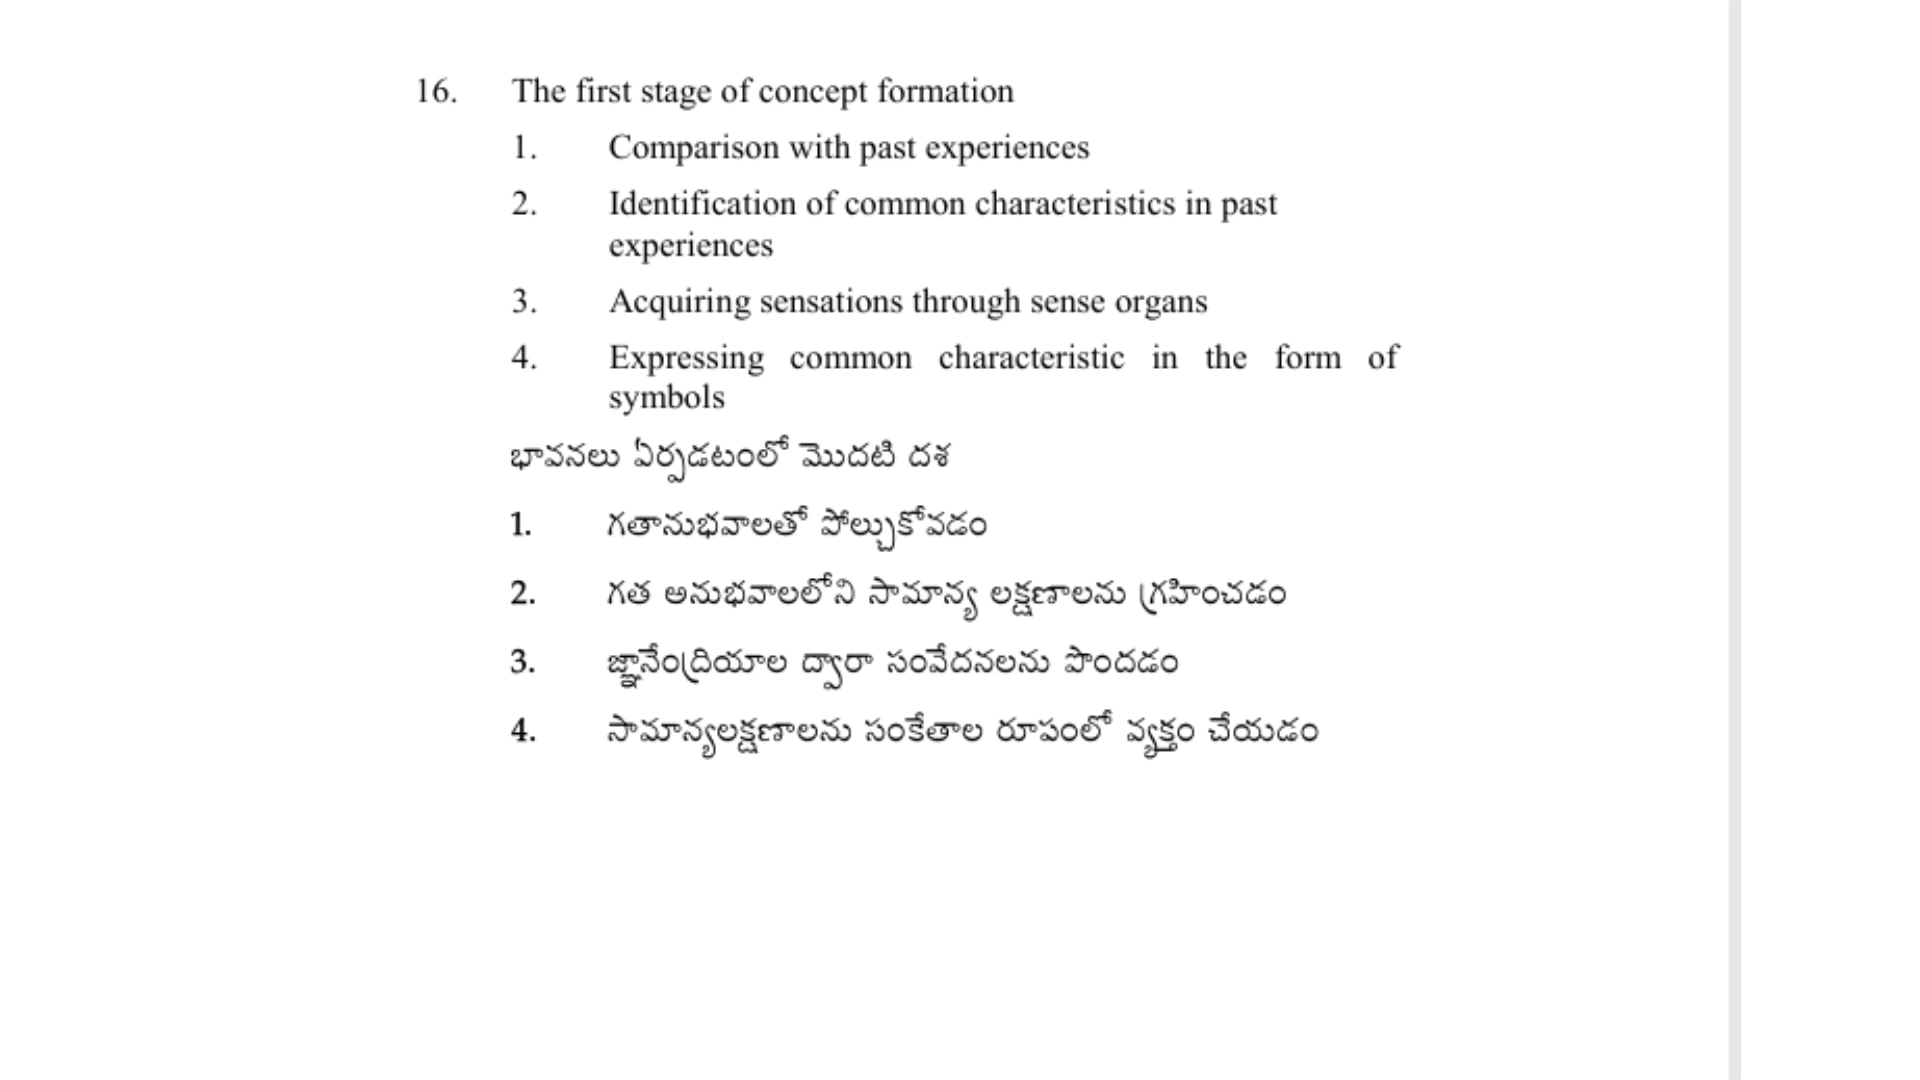 16. The first stage of concept formation
1. Comparison with past experiences
2. Identification of common characteristics in past
experiences
3. Acquiring sensations through sense organs
4. Expressing common characteristic in the form of
symbols
భావనలు ఏర్పడటంలో మొదటి దశ
1. గతానుభవాలతో పోల్చుకోవడం
2. గత అనుభవాలలోని సామాన్య లక్షణాలను గ్రహించడం
3. జ్ఞానేంద్రియాల ద్వారా సంవేదనలను పొందడం
4. సామాన్యలక్షణాలను సంకేతాల రూపంలో వ్యక్తం చేయడం